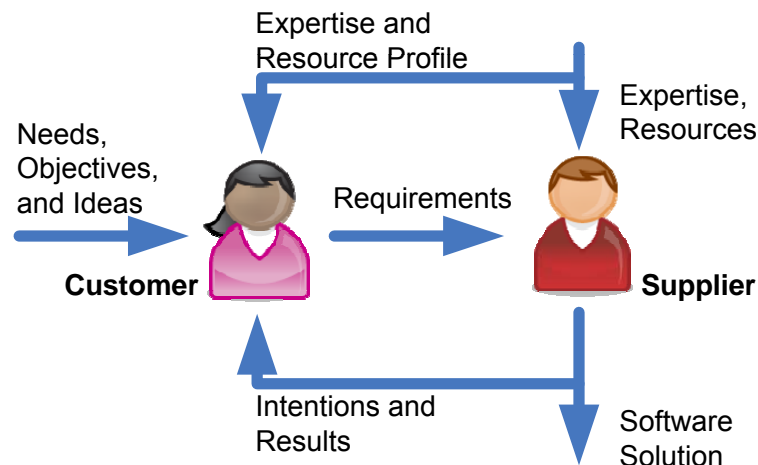 Expertise and
Resource Profile
Expertise,
Resources
Needs,
Objectives,
and Ideas
Requirements
Customer
Supplier
Intentions and
Results
Software
Solution